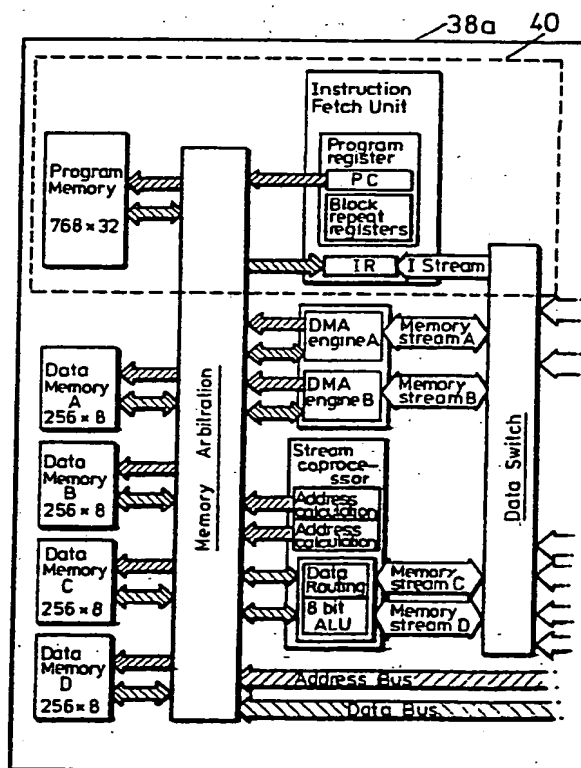 38a
40
Instruction
Fetch Unit
Program
register
PC
Block
repeat
registers
IR
I Stream
Program
Memory
768×32
Memory Arbitration
Data Switch
DMA
engine A
Memory
stream A
DMA
engine B
Memory
stream B
Data
Memory
A
256×8
Data
Memory
B
256×8
Data
Memory
C
256×8
Data
Memory
D
256×8
Stream
coproce-
ssor
Address
calculation
Address
calculation
Data
Routing
8 bit
ALU
Memory
stream C
Memory
stream D
Address Bus
Data Bus